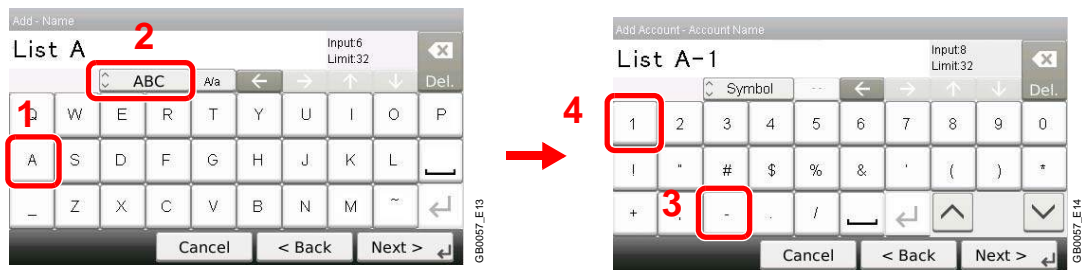 Add - Name
List A
2
Input:6
Limit:32
ABC
A/a
← → ↑ ↓ Del.
1
Q W E R T Y U I O P
A S D F G H J K L
_ Z X C V B N M ~
Cancel < Back Next >
GB0057_E13
Add Account - Account Name
List A-1
Input:8
Limit:32
Symbol
--
← → ↑ ↓ Del.
4
1 2 3 4 5 6 7 8 9 0
! " # $ % & ' ( ) *
3
+ , - . /
Cancel < Back Next >
GB0057_E14